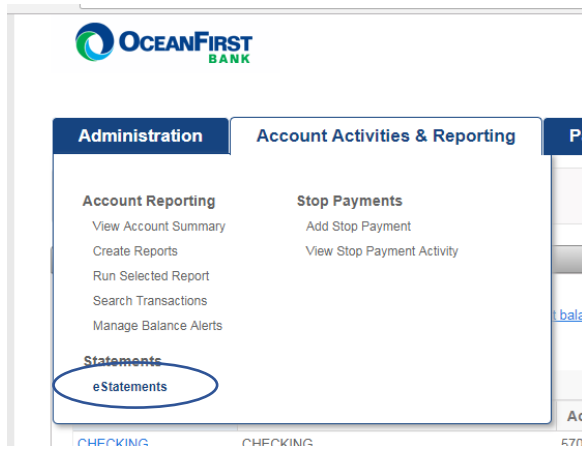 OCEANFIRST
BANK
Administration
Account Activities & Reporting
Account Reporting
View Account Summary
Create Reports
Run Selected Report
Search Transactions
Manage Balance Alerts
Statements
eStatements
Stop Payments
Add Stop Payment
View Stop Payment Activity
CHECKING CHECKING 570